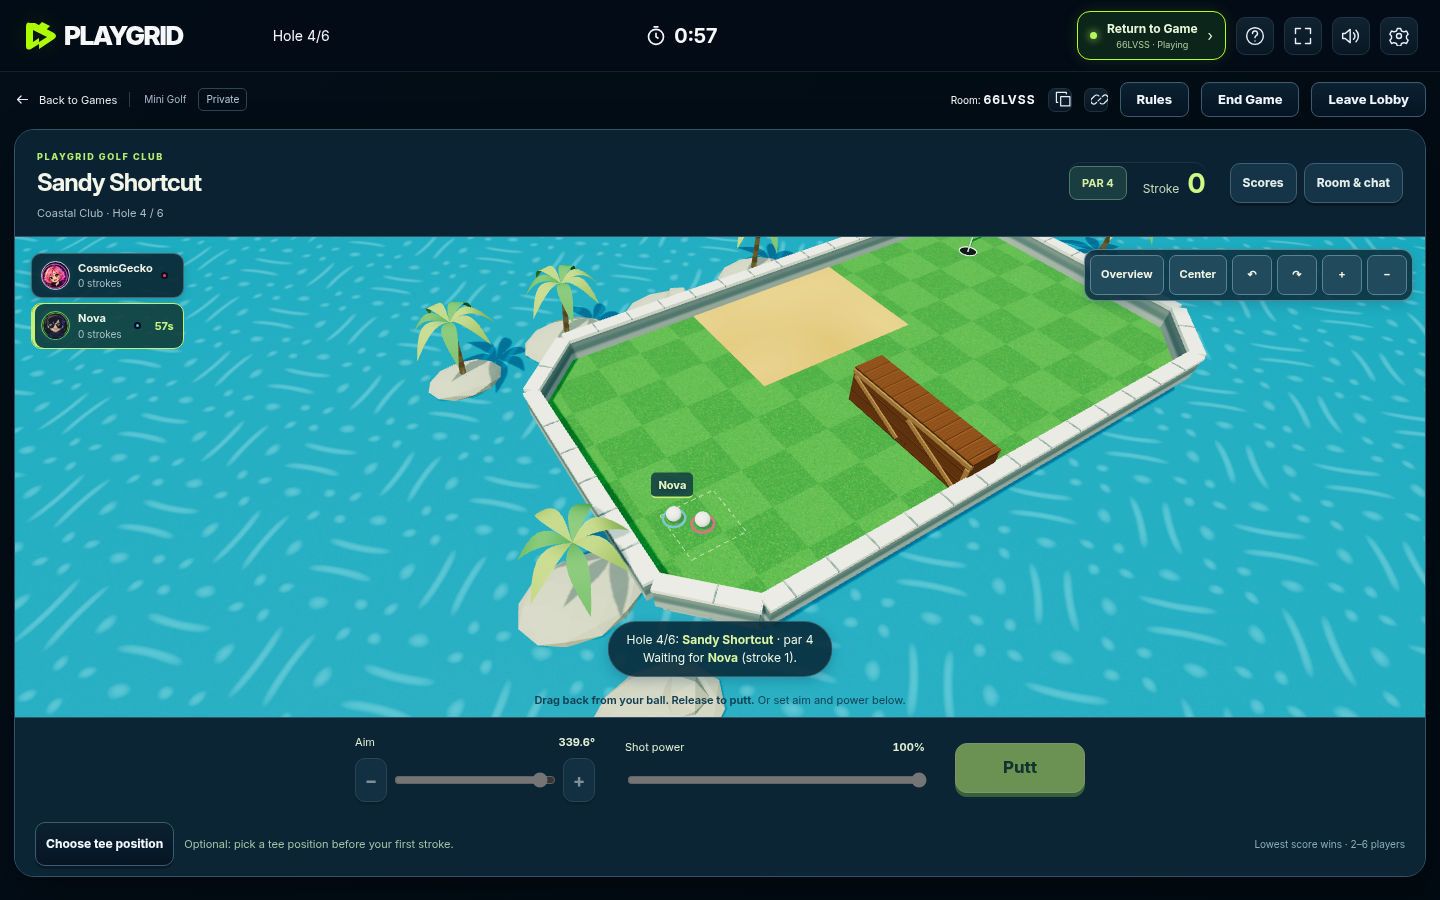 PLAYGRID
Hole 4/6
0:57
Return to Game
66LVSS · Playing
Back to Games
Mini Golf
Private
Room: 66LVSS
Rules
End Game
Leave Lobby
PLAYGRID GOLF CLUB
Sandy Shortcut
Coastal Club · Hole 4 / 6
PAR 4
Stroke 0
Scores
Room & chat
CosmicGecko
0 strokes
Nova
0 strokes
57s
Overview
Center
↶
↷
+
−
Nova
Hole 4/6: Sandy Shortcut · par 4
Waiting for Nova (stroke 1).
Drag back from your ball. Release to putt. Or set aim and power below.
Aim
339.6°
−
+
Shot power
100%
Putt
Choose tee position
Optional: pick a tee position before your first stroke.
Lowest score wins · 2–6 players